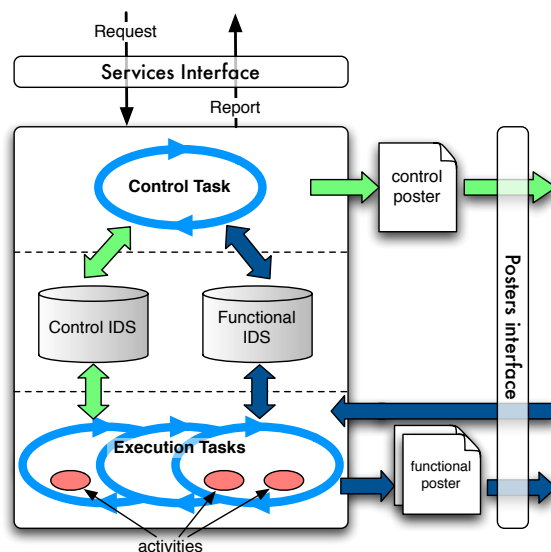 Request
Services Interface
Report
Control Task
control
poster
Posters interface
Control IDS
Functional
IDS
Execution Tasks
functional
poster
activities